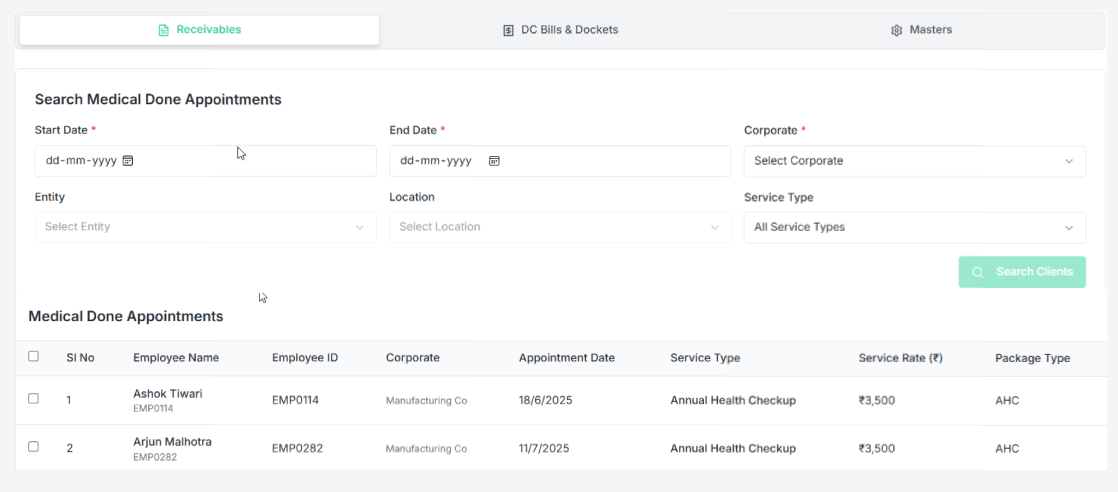 Receivables DC Bills & Dockets Masters
Search Medical Done Appointments
Start Date * End Date * Corporate *
dd-mm-yyyy dd-mm-yyyy Select Corporate
Entity Location Service Type
Select Entity Select Location All Service Types
Search Clients
Medical Done Appointments
Sl No Employee Name Employee ID Corporate Appointment Date Service Type Service Rate (₹) Package Type
1 Ashok Tiwari EMP0114 Manufacturing Co 18/6/2025 Annual Health Checkup ₹3,500 AHC
EMP0114
2 Arjun Malhotra EMP0282 Manufacturing Co 11/7/2025 Annual Health Checkup ₹3,500 AHC
EMP0282